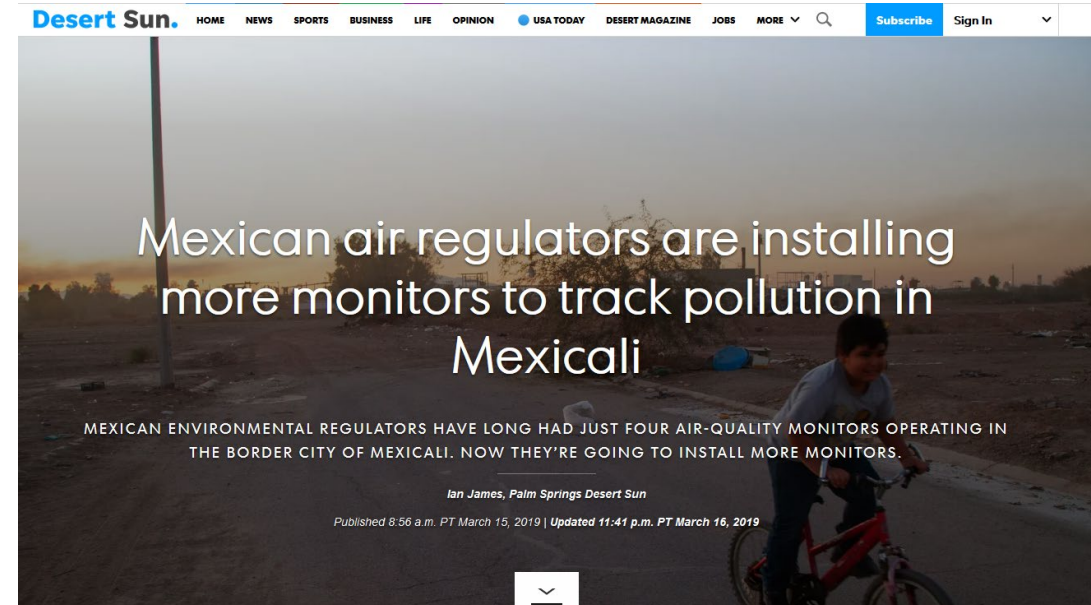 Desert Sun. HOME NEWS SPORTS BUSINESS LIFE OPINION USA TODAY DESERT MAGAZINE JOBS MORE Subscribe Sign In
Mexican air regulators are installing
more monitors to track pollution in
Mexicali
MEXICAN ENVIRONMENTAL REGULATORS HAVE LONG HAD JUST FOUR AIR-QUALITY MONITORS OPERATING IN
THE BORDER CITY OF MEXICALI. NOW THEY'RE GOING TO INSTALL MORE MONITORS.
Ian James, Palm Springs Desert Sun
Published 8:56 a.m. PT March 15, 2019 | Updated 11:41 p.m. PT March 16, 2019